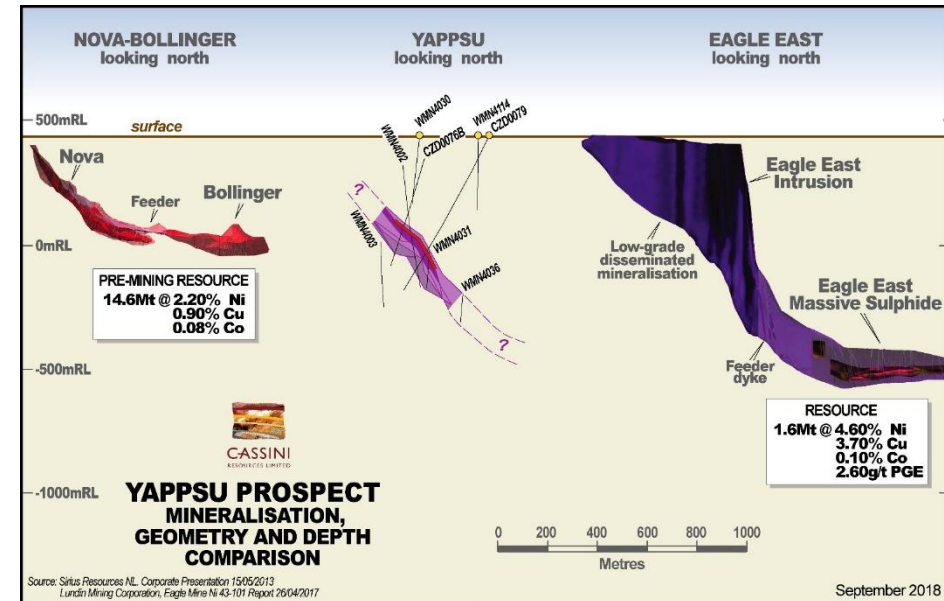 NOVA-BOLLINGER
looking north
YAPPSU
looking north
EAGLE EAST
looking north
500mRL
surface
0mRL
-500mRL
-1000mRL
Nova
Feeder
Bollinger
PRE-MINING RESOURCE
14.6Mt @ 2.20% Ni
0.90% Cu
0.08% Co
WMN4002
WMN4030
CZD0076B
WMN4114
CZD0079
?
WMN4003
WMN4031
WMN4036
?
Eagle East
Intrusion
Low-grade
disseminated
mineralisation
Eagle East
Massive Sulphide
Feeder
dyke
RESOURCE
1.6Mt @ 4.60% Ni
3.70% Cu
0.10% Co
2.60g/t PGE
CASSINI
RESOURCES LIMITED
YAPPSU PROSPECT
MINERALISATION,
GEOMETRY AND DEPTH
COMPARISON
0 200 400 600 800 1000
Metres
Source: Sirius Resources NL. Corporate Presentation 15/05/2013
Lundin Mining Corporation, Eagle Mine Ni 43-101 Report 26/04/2017
September 2018